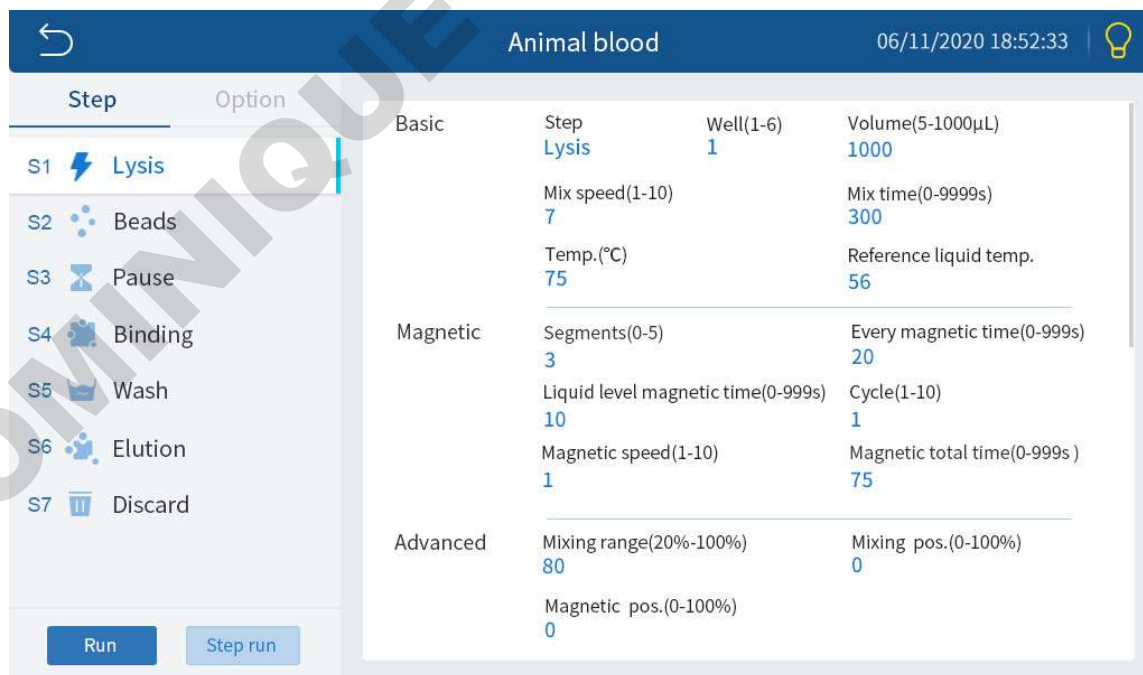 Animal blood 06/11/2020 18:52:33
Step Option
S1 Lysis
S2 Beads
S3 Pause
S4 Binding
S5 Wash
S6 Elution
S7 Discard
Run Step run
Basic
Step Well(1-6) Volume(5-1000μL)
Lysis 1 1000
Mix speed(1-10) Mix time(0-9999s)
7 300
Temp.(℃) Reference liquid temp.
75 56
Magnetic
Segments(0-5) Every magnetic time(0-999s)
3 20
Liquid level magnetic time(0-999s) Cycle(1-10)
10 1
Magnetic speed(1-10) Magnetic total time(0-999s)
1 75
Advanced
Mixing range(20%-100%) Mixing pos.(0-100%)
80 0
Magnetic pos.(0-100%)
0
OMINIQUE